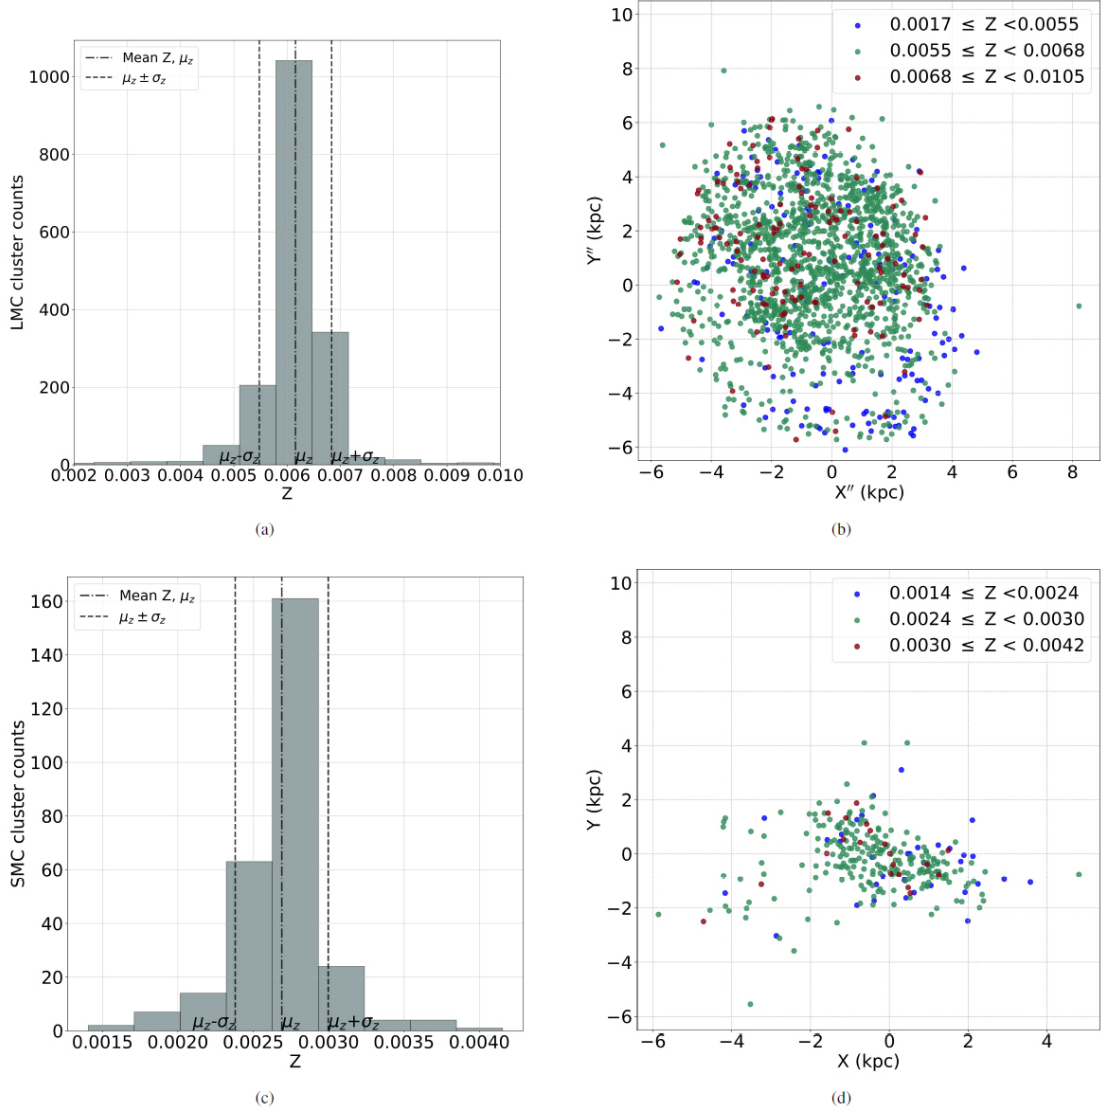 Mean Z, μz
μz ± σz
1000
800
600
400
200
0
LMC cluster counts
μz-σz
μz
μz+σz
0.002 0.003 0.004 0.005 0.006 0.007 0.008 0.009 0.010
Z
(a)
0.0017 ≤ Z <0.0055
0.0055 ≤ Z < 0.0068
0.0068 ≤ Z < 0.0105
10
8
6
4
2
0
−2
−4
−6
Y″ (kpc)
−6 −4 −2 0 2 4 6 8
X″ (kpc)
(b)
Mean Z, μz
μz ± σz
160
140
120
100
80
60
40
20
0
SMC cluster counts
μz-σz
μz
μz+σz
0.0015 0.0020 0.0025 0.0030 0.0035 0.0040
Z
(c)
0.0014 ≤ Z <0.0024
0.0024 ≤ Z < 0.0030
0.0030 ≤ Z < 0.0042
10
8
6
4
2
0
−2
−4
−6
Y (kpc)
−6 −4 −2 0 2 4
X (kpc)
(d)